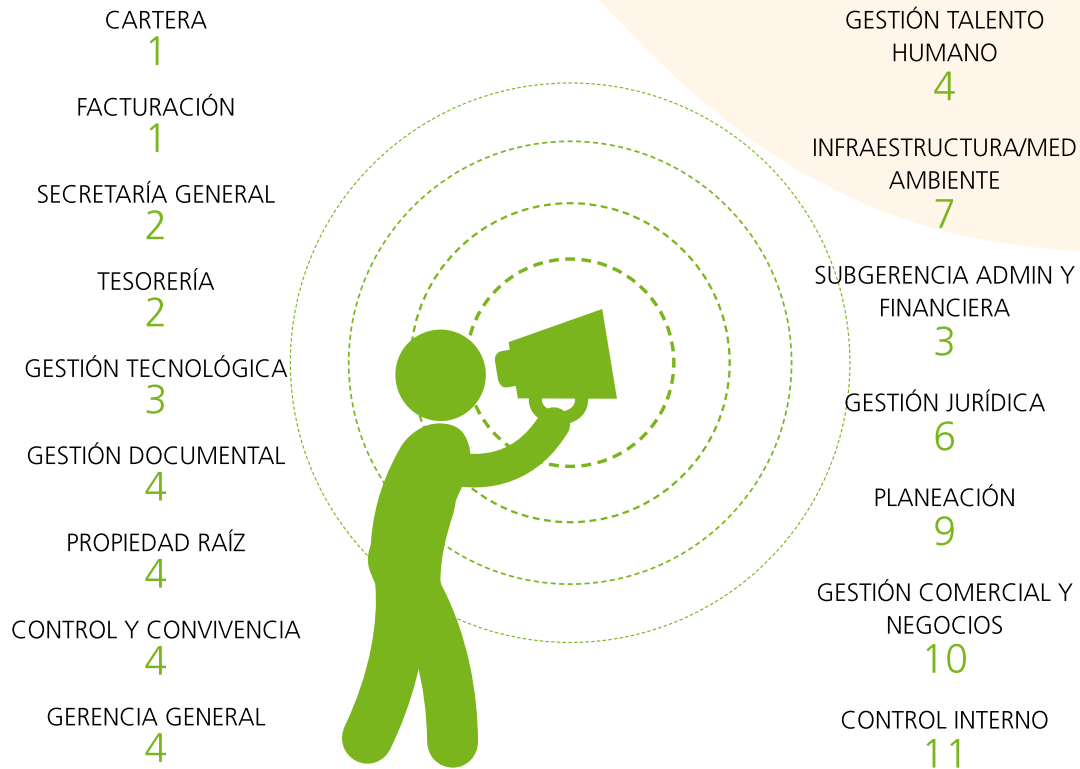 CARTERA
1
FACTURACIÓN
1
SECRETARÍA GENERAL
2
TESORERÍA
2
GESTIÓN TECNOLÓGICA
3
GESTIÓN DOCUMENTAL
4
PROPIEDAD RAÍZ
4
CONTROL Y CONVIVENCIA
4
GERENCIA GENERAL
4
GESTIÓN TALENTO
HUMANO
4
INFRAESTRUCTURA/MED
AMBIENTE
7
SUBGERENCIA ADMIN Y
FINANCIERA
3
GESTIÓN JURÍDICA
6
PLANEACIÓN
9
GESTIÓN COMERCIAL Y
NEGOCIOS
10
CONTROL INTERNO
11